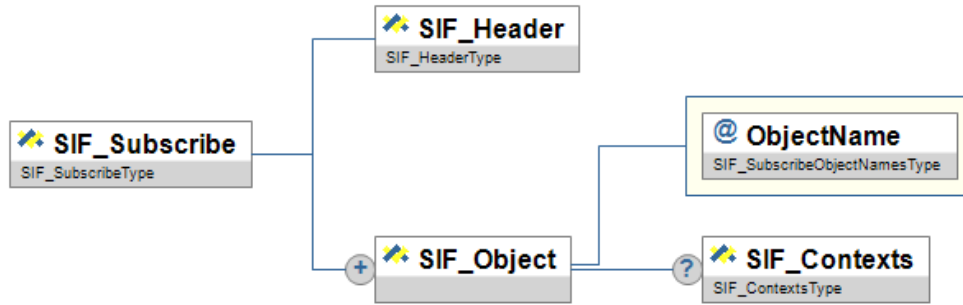 SIF_Header
SIF_HeaderType
SIF_Subscribe
SIF_SubscribeType
@ ObjectName
SIF_SubscribeObjectNamesType
+ SIF_Object
? SIF_Contexts
SIF_ContextsType